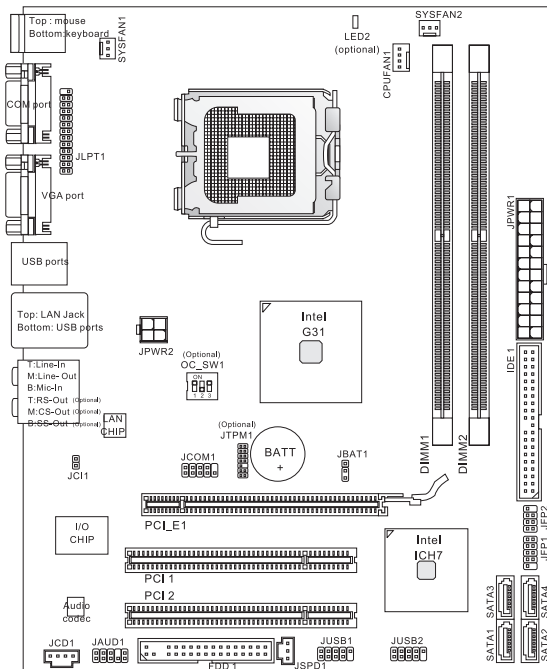 Top : mouse
Bottom:keyboard
SYSFAN1
LED2
(optional)
SYSFAN2
CPUFAN1
COM port
JLPT1
VGA port
JPWR1
USB ports
Top: LAN Jack
Bottom: USB ports
Intel
G31
JPWR2
(Optional)
OC_SW1
ON
1 2 3
IDE1
T:Line-In
M:Line-Out
B:Mic-In
T:RS-Out (Optional)
M:CS-Out (Optional)
B:SS-Out (Optional)
LAN
CHIP
(Optional)
JTPM1
BATT
+
DIMM1
DIMM2
JCI1
JCOM1
JBAT1
PCI_E1
JFP2
JFP1
I/O
CHIP
Intel
ICH7
PCI 1
SATA3
SATA4
PCI 2
Audio
codec
SATA1
SATA2
JCD1
JAUD1
FDD 1
JSPD1
JUSB1
JUSB2